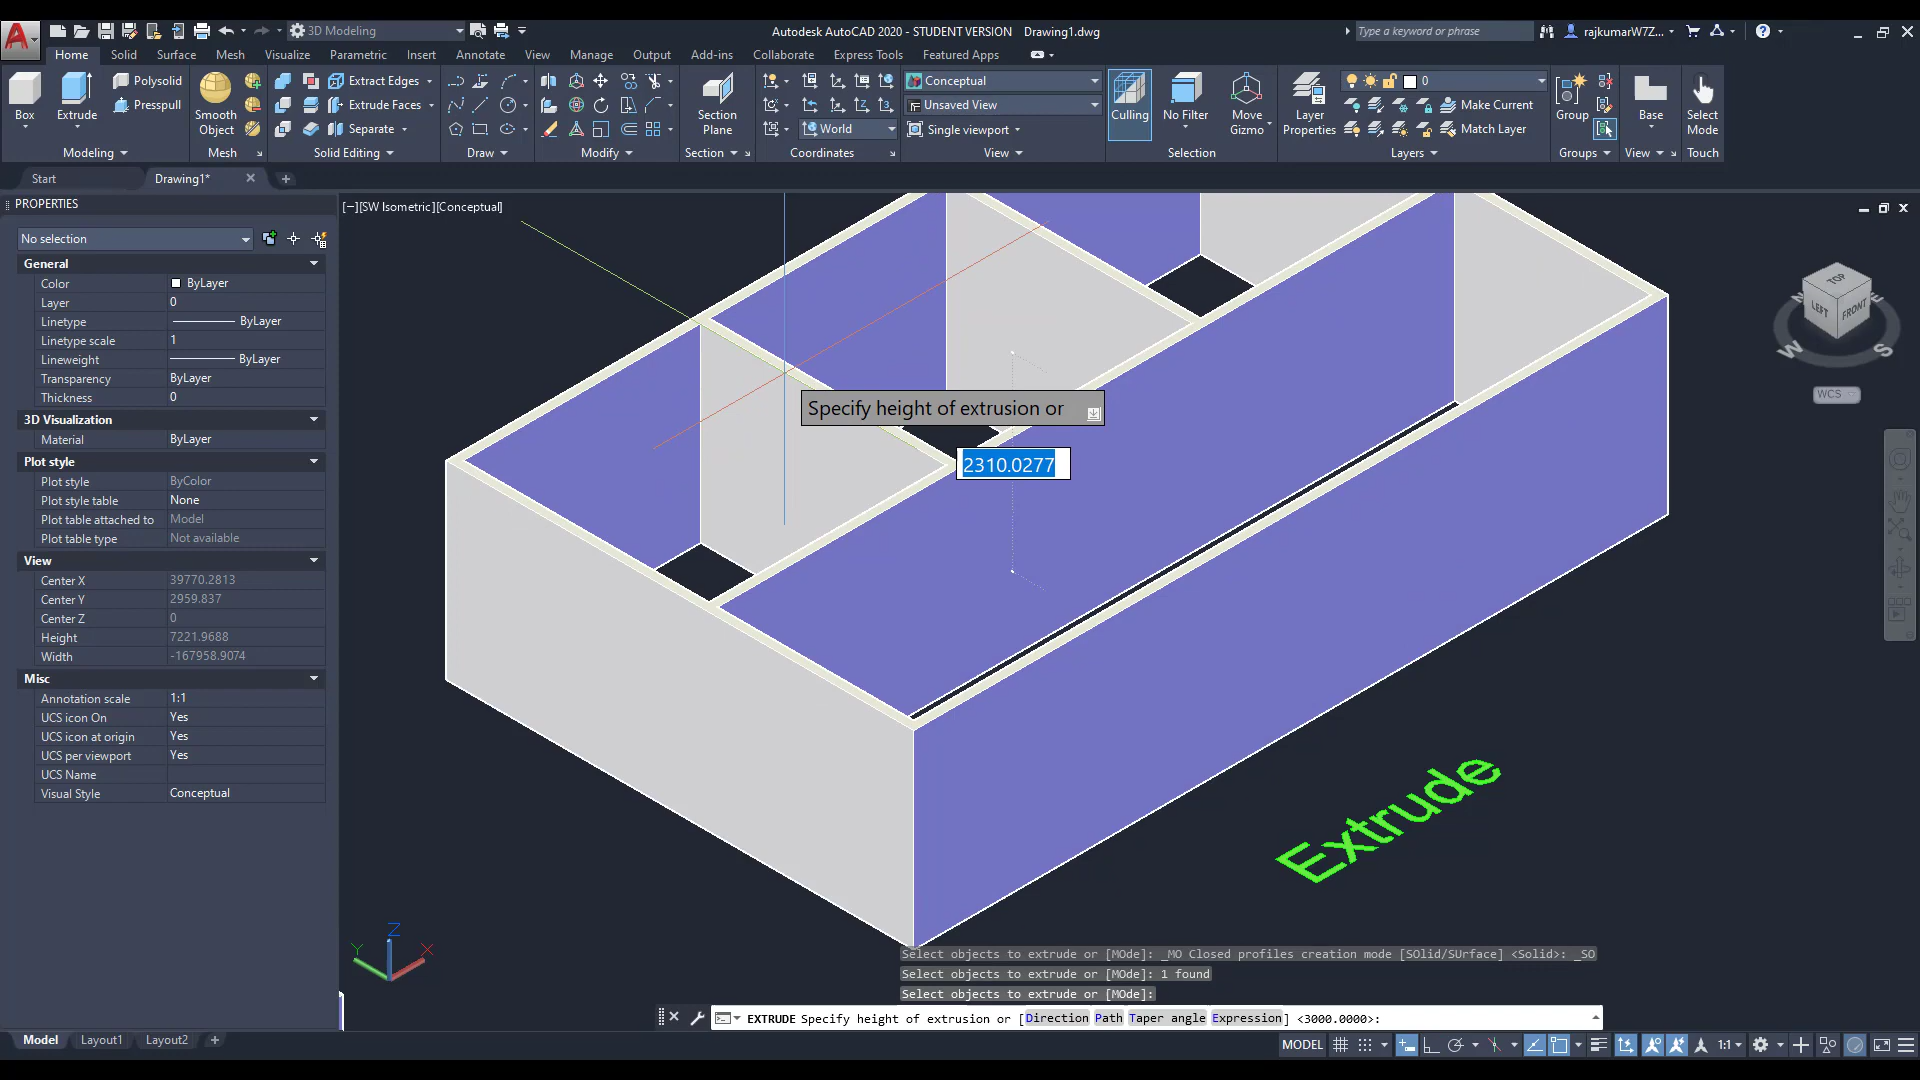 3D Modeling
Autodesk AutoCAD 2020 - STUDENT VERSION Drawing1.dwg
Type a keyword or phrase
rajkumarW7Z...
Home Solid Surface Mesh Visualize Parametric Insert Annotate View Manage Output Add-ins Collaborate Express Tools Featured Apps
Box
Extrude
Polysolid
Presspull
Modeling
Smooth
Object
Mesh
Extract Edges
Extrude Faces
Separate
Solid Editing
Draw
Modify
Section
Plane
Section
World
Coordinates
Conceptual
Unsaved View
Single viewport
View
Culling
No Filter
Move
Gizmo
Selection
Layer
Properties
0
Make Current
Match Layer
Layers
Group
Groups
Base
View
Select
Mode
Touch
Start
Drawing1*
PROPERTIES
No selection
General
Color ByLayer
Layer 0
Linetype ByLayer
Linetype scale 1
Lineweight ByLayer
Transparency ByLayer
Thickness 0
3D Visualization
Material ByLayer
Plot style
Plot style ByColor
Plot style table None
Plot table attached to Model
Plot table type Not available
View
Center X 39770.2813
Center Y 2959.837
Center Z 0
Height 7221.9688
Width -167958.9074
Misc
Annotation scale 1:1
UCS icon On Yes
UCS icon at origin Yes
UCS per viewport Yes
UCS Name
Visual Style Conceptual
[−][SW Isometric][Conceptual]
TOP
LEFT
FRONT
N
E
W
S
WCS
Specify height of extrusion or
2310.0277
Extrude
Z
Y
X
Select objects to extrude or [MOde]: _MO Closed profiles creation mode [SOlid/SUrface] <Solid>: _SO
Select objects to extrude or [MOde]: 1 found
Select objects to extrude or [MOde]:
EXTRUDE Specify height of extrusion or [Direction Path Taper angle Expression] <3000.0000>:
Model Layout1 Layout2
MODEL
1:1